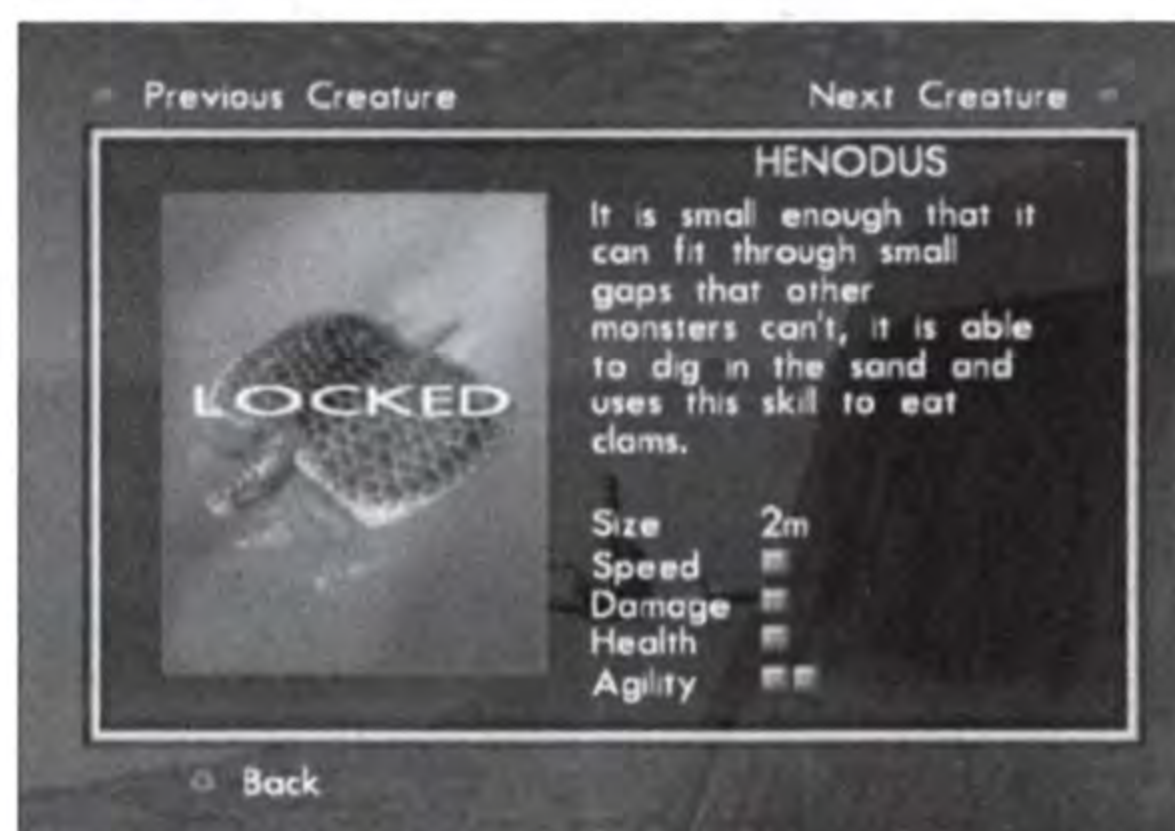 Previous Creature
Next Creature
HENODUS
It is small enough that it
can fit through small
gaps that other
monsters can't, it is able
to dig in the sand and
uses this skill to eat
clams.
LOCKED
Size 2m
Speed
Damage
Health
Agility
Back